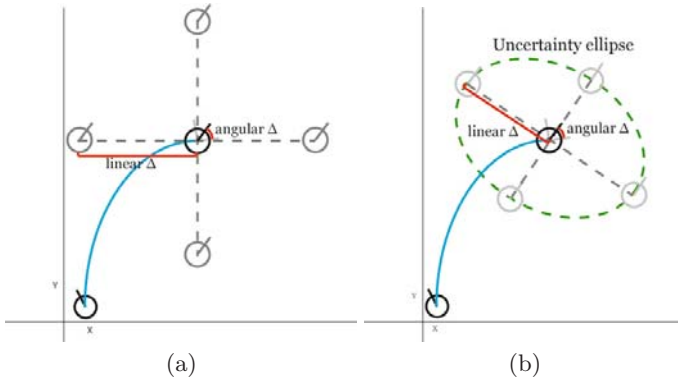 angular Δ
linear Δ
Y
X
(a)
Uncertainty ellipse
linear Δ
angular Δ
Y
X
(b)